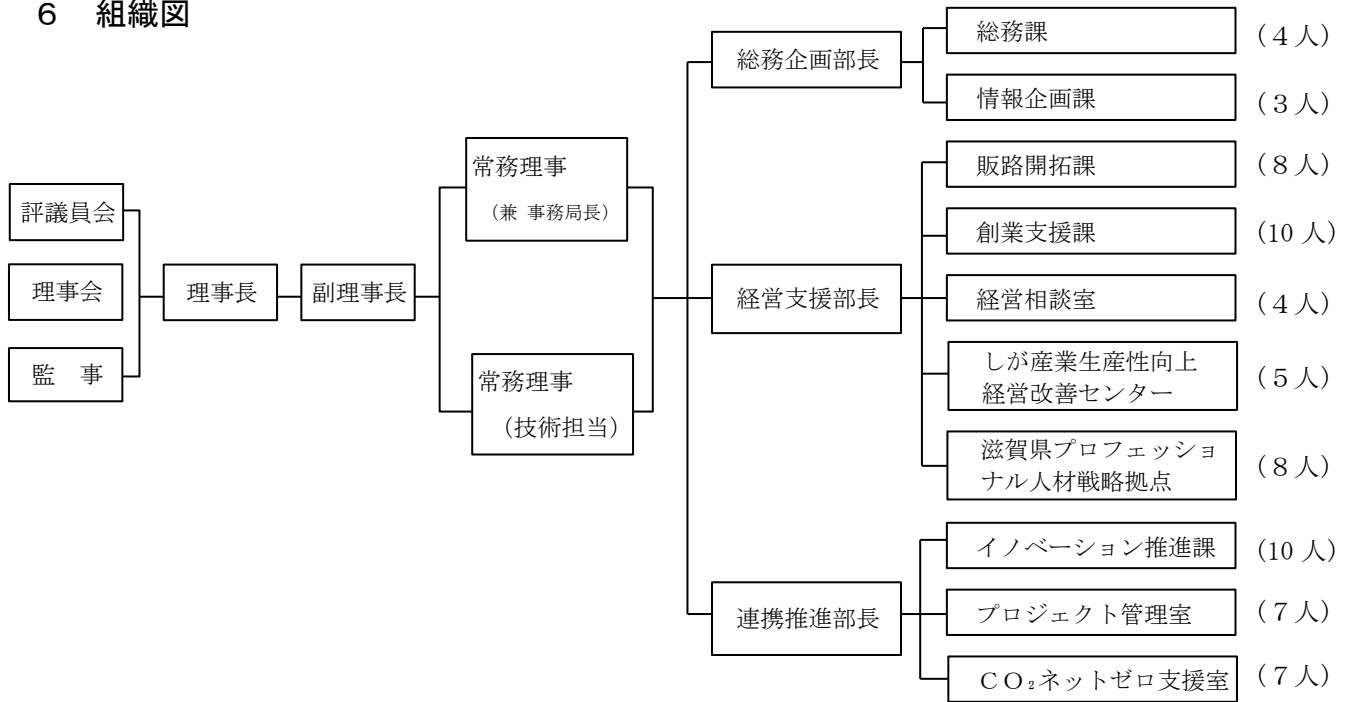 ６　組織図
評議員会
理事会
監　事
理事長
副理事長
常務理事
（兼 事務局長）
常務理事
（技術担当）
総務企画部長
総務課
（４人）
情報企画課
（３人）
経営支援部長
販路開拓課
（８人）
創業支援課
（10 人）
経営相談室
（４人）
しが産業生産性向上
経営改善センター
（５人）
滋賀県プロフェッショ
ナル人材戦略拠点
（８人）
連携推進部長
イノベーション推進課
（10 人）
プロジェクト管理室
（７人）
ＣＯ₂ネットゼロ支援室
（７人）